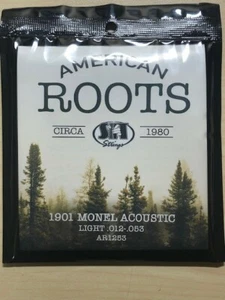 AMERICAN
ROOTS
CIRCA SIT 1980
Strings
1901 MONEL ACOUSTIC
LIGHT .012-.053
AR1253